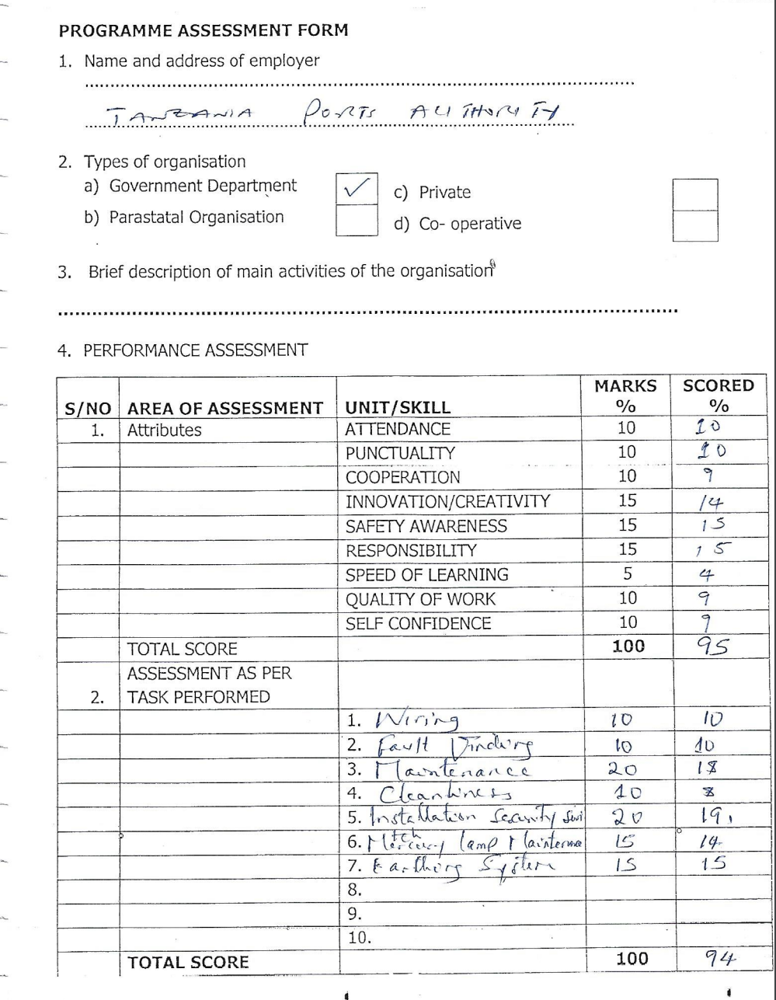 PROGRAMME ASSESSMENT FORM
1. Name and address of employer
TANZANIA PORTS AUTHORITY
2. Types of organisation
a) Government Department ✓ c) Private
b) Parastatal Organisation d) Co- operative
3. Brief description of main activities of the organisation
4. PERFORMANCE ASSESSMENT
S/NO AREA OF ASSESSMENT UNIT/SKILL MARKS % SCORED %
1. Attributes ATTENDANCE 10 10
PUNCTUALITY 10 10
COOPERATION 10 9
INNOVATION/CREATIVITY 15 14
SAFETY AWARENESS 15 15
RESPONSIBILITY 15 15
SPEED OF LEARNING 5 4
QUALITY OF WORK 10 9
SELF CONFIDENCE 10 9
TOTAL SCORE 100 95
ASSESSMENT AS PER
2. TASK PERFORMED
1. Wiring 10 10
2. Fault Finding 10 10
3. Maintenance 20 18
4. Cleanliness 10 8
5. Installation Security 20 19
6. Mercury lamp 15 14
7. Earthing System 15 15
8.
9.
10.
TOTAL SCORE 100 94